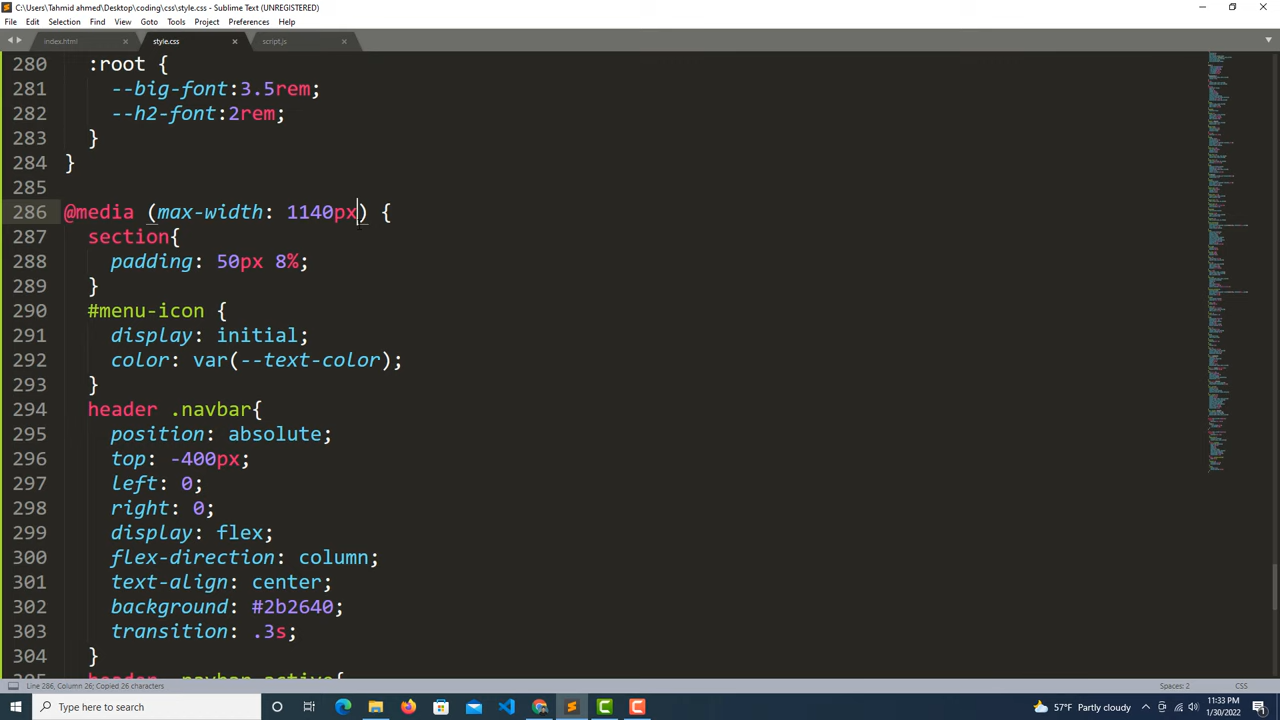 C:\Users\Tahmid ahmed\Desktop\coding\css\style.css - Sublime Text (UNREGISTERED)
File Edit Selection Find View Goto Tools Project Preferences Help
index.html style.css script.js
280 :root {
281 --big-font:3.5rem;
282 --h2-font:2rem;
283 }
284 }
285
286 @media (max-width: 1140px) {
287 section{
288 padding: 50px 8%;
289 }
290 #menu-icon {
291 display: initial;
292 color: var(--text-color);
293 }
294 header .navbar{
295 position: absolute;
296 top: -400px;
297 left: 0;
298 right: 0;
299 display: flex;
300 flex-direction: column;
301 text-align: center;
302 background: #2b2640;
303 transition: .3s;
304 }
Line 286, Column 26; Copied 26 characters Spaces: 2 CSS
Type here to search 57°F Partly cloudy 11:33 PM
1/30/2022